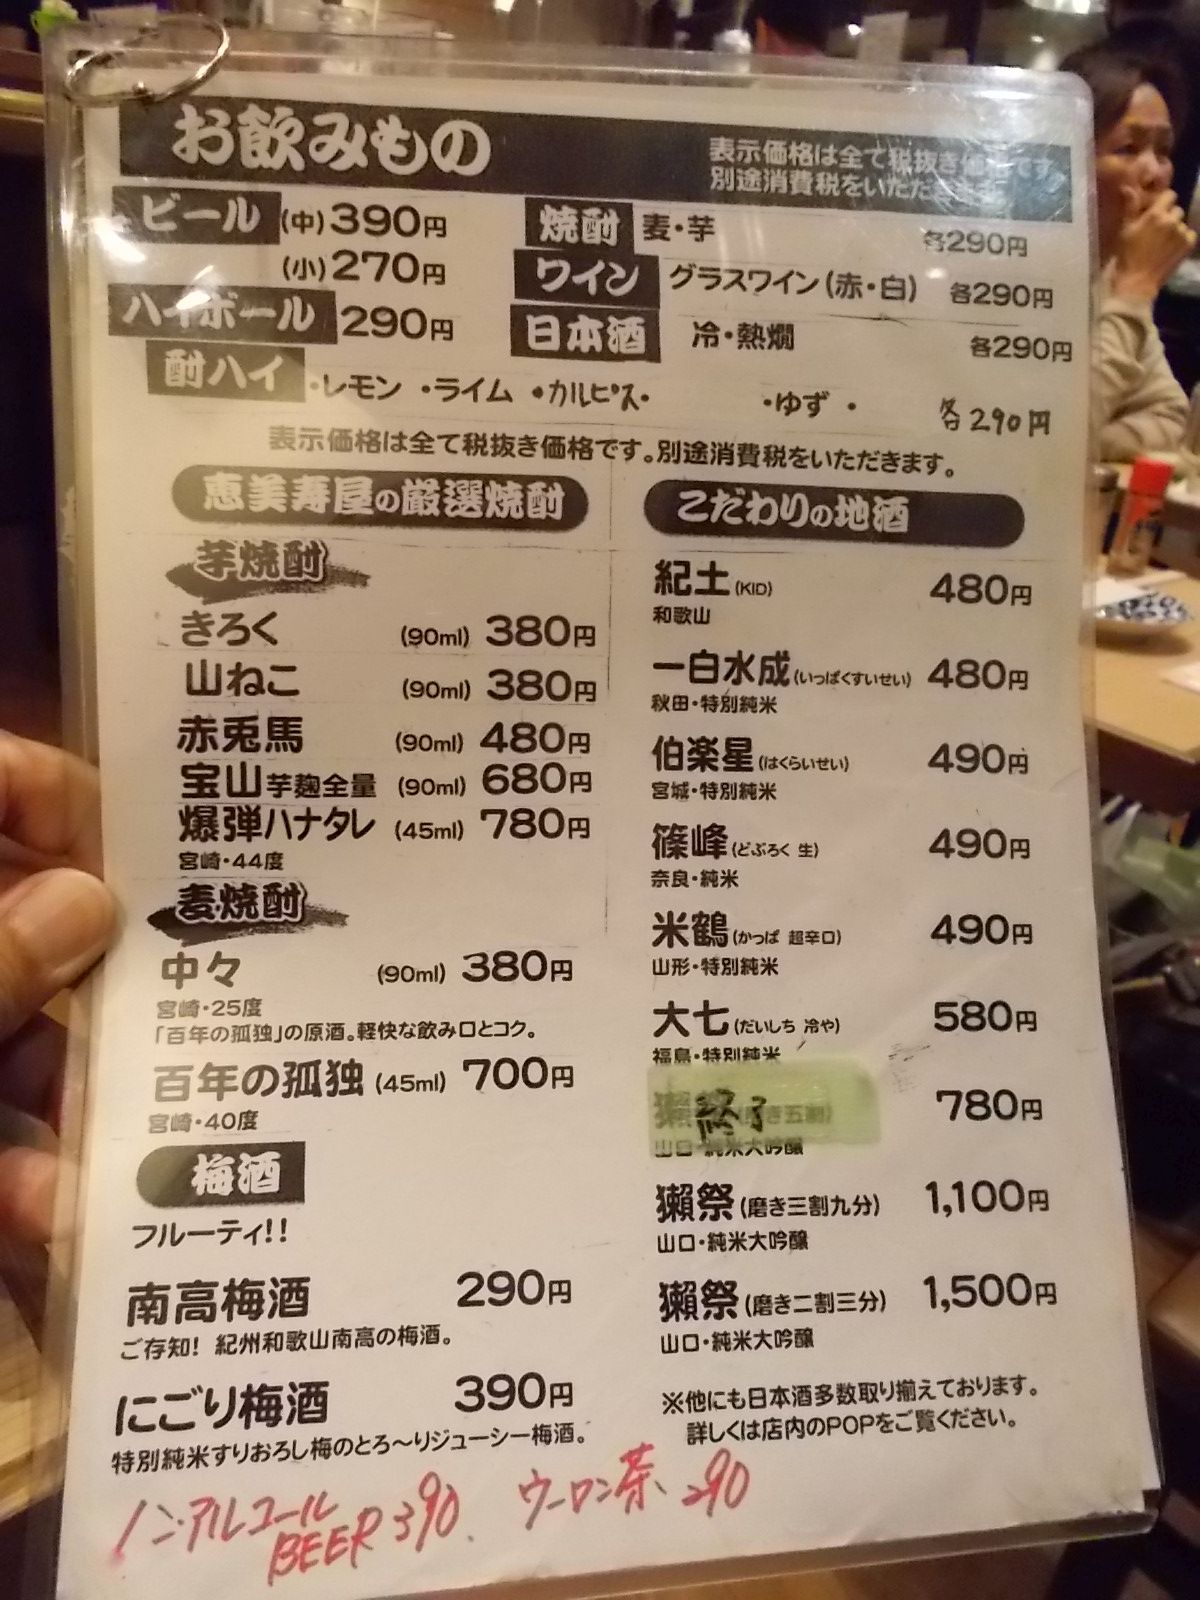 お飲みもの
表示価格は全て税抜き価格です
別途消費税をいただきます
ビール (中) 390円
(小) 270円
ハイボール 290円
焼酎 麦・芋 各290円
ワイン グラスワイン(赤・白) 各290円
日本酒 冷・熱燗 各290円
酎ハイ ・レモン ・ライム ・カルピス・ ・ゆず ・ 各290円
表示価格は全て税抜き価格です。別途消費税をいただきます。
恵美寿屋の厳選焼酎
芋焼酎
きろく (90ml) 380円
山ねこ (90ml) 380円
赤兎馬 (90ml) 480円
宝山芋麹全量 (90ml) 680円
爆弾ハナタレ (45ml) 780円
宮崎・44度
麦焼酎
中々 (90ml) 380円
宮崎・25度
「百年の孤独」の原酒。軽快な飲み口とコク。
百年の孤独 (45ml) 700円
宮崎・40度
梅酒
フルーティ!!
南高梅酒 290円
ご存知! 紀州和歌山南高の梅酒。
にごり梅酒 390円
特別純米すりおろし梅のとろ〜りジューシー梅酒。
こだわりの地酒
紀土(KID) 480円
和歌山
一白水成(いっぱくすいせい) 480円
秋田・特別純米
伯楽星(はくらいせい) 490円
宮城・特別純米
篠峰(どぶろく 生) 490円
奈良・純米
米鶴(かっぱ 超辛口) 490円
山形・特別純米
大七(だいしち 冷や) 580円
福島・特別純米
獺 終了 磨き五割) 780円
山口・純米大吟醸
獺祭(磨き三割九分) 1,100円
山口・純米大吟醸
獺祭(磨き二割三分) 1,500円
山口・純米大吟醸
※他にも日本酒多数取り揃えております。
詳しくは店内のPOPをご覧ください。
ノン・アルコール
BEER 390.
ウーロン茶、290